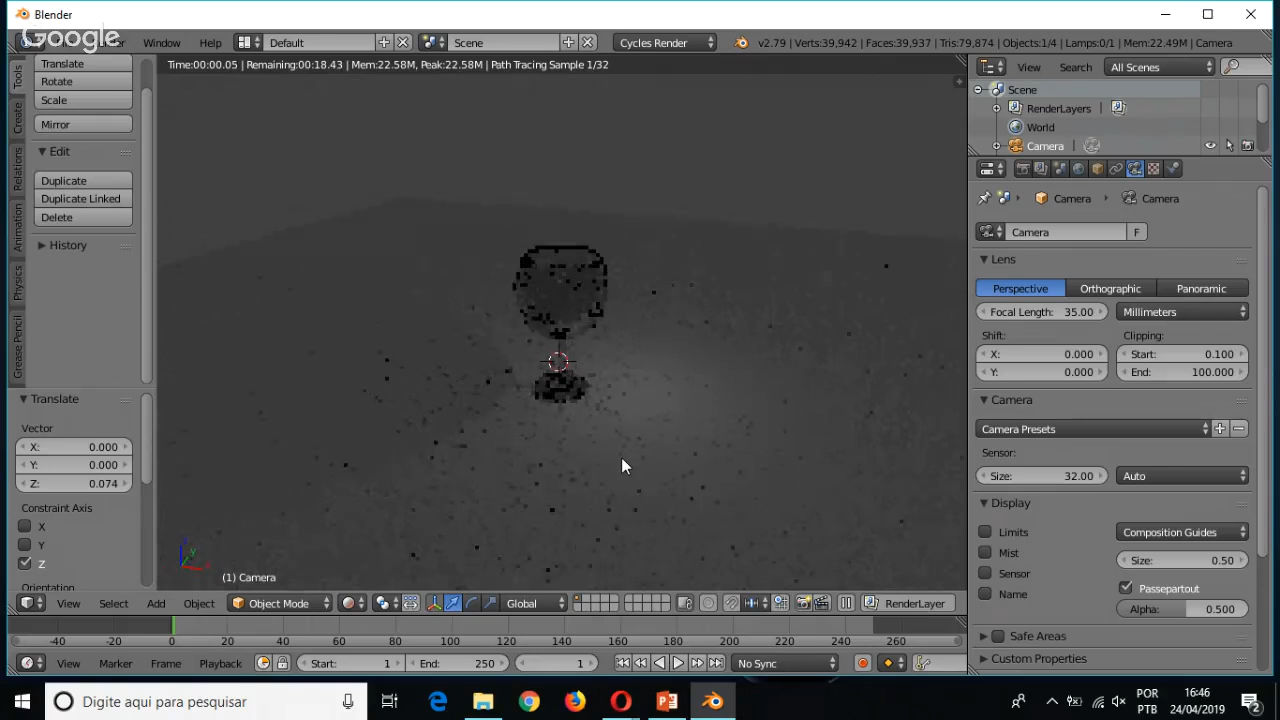 Blender
Google
Window
Help
Default
Scene
Cycles Render
v2.79 | Verts:39,942 | Faces:39,937 | Tris:79,874 | Objects:1/4 | Lamps:0/1 | Mem:22.49M | Camera
Time:00:00.05 | Remaining:00:18.43 | Mem:22.58M, Peak:22.58M | Path Tracing Sample 1/32
View
Search
All Scenes
Scene
RenderLayers
World
Camera
Tools
Create
Relations
Animation
Physics
Grease Pencil
Translate
Rotate
Scale
Mirror
Edit
Duplicate
Duplicate Linked
Delete
History
Translate
Vector
X: 0.000
Y: 0.000
Z: 0.074
Constraint Axis
X
Y
Z
Orientation
(1) Camera
Camera
Camera
Camera
F
Lens
Perspective
Orthographic
Panoramic
Focal Length: 35.00
Millimeters
Shift:
Clipping:
X: 0.000
Start: 0.100
Y: 0.000
End: 100.000
Camera
Camera Presets
Sensor:
Size: 32.00
Auto
Display
Limits
Composition Guides
Mist
Size: 0.50
Sensor
Passepartout
Name
Alpha: 0.500
Safe Areas
Custom Properties
View
Select
Add
Object
Object Mode
Global
RenderLayer
-40 -20 0 20 40 60 80 100 120 140 160 180 200 220 240 260
View
Marker
Frame
Playback
Start: 1
End: 250
1
No Sync
Digite aqui para pesquisar
POR
PTB
16:46
24/04/2019
2